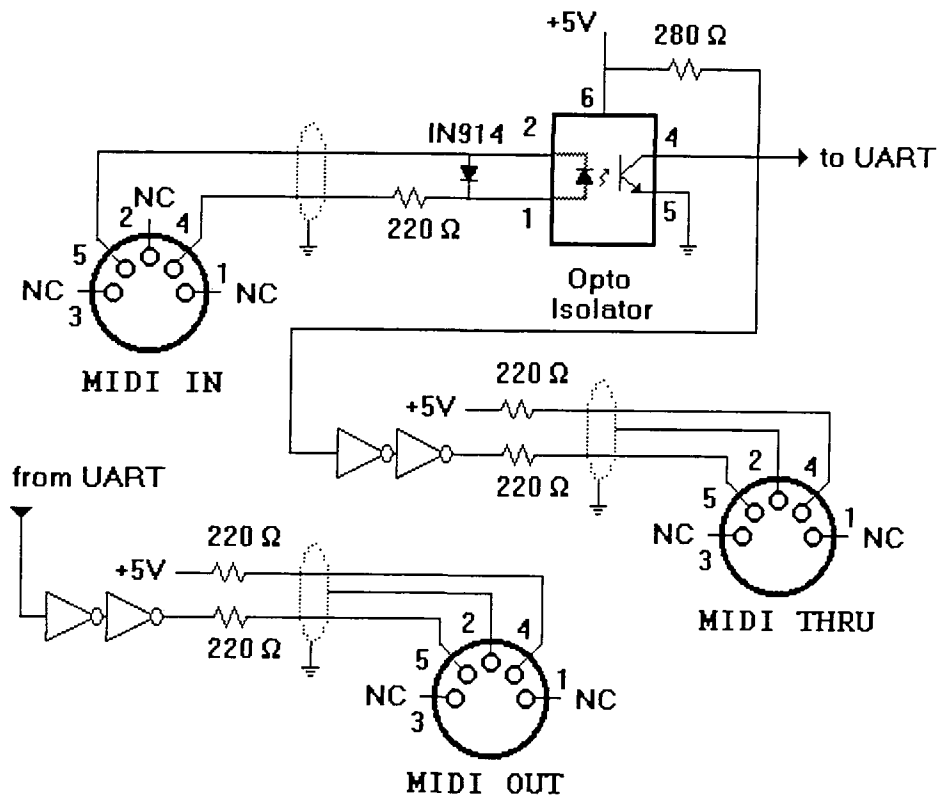 +5V
280 Ω
6
IN914
2
4
to UART
NC
2
4
220 Ω
1
5
5
1
NC
NC
3
Opto
Isolator
MIDI IN
220 Ω
+5V
from UART
220 Ω
2
4
5
1
NC
NC
3
220 Ω
+5V
MIDI THRU
220 Ω
2
4
5
1
NC
NC
3
MIDI OUT